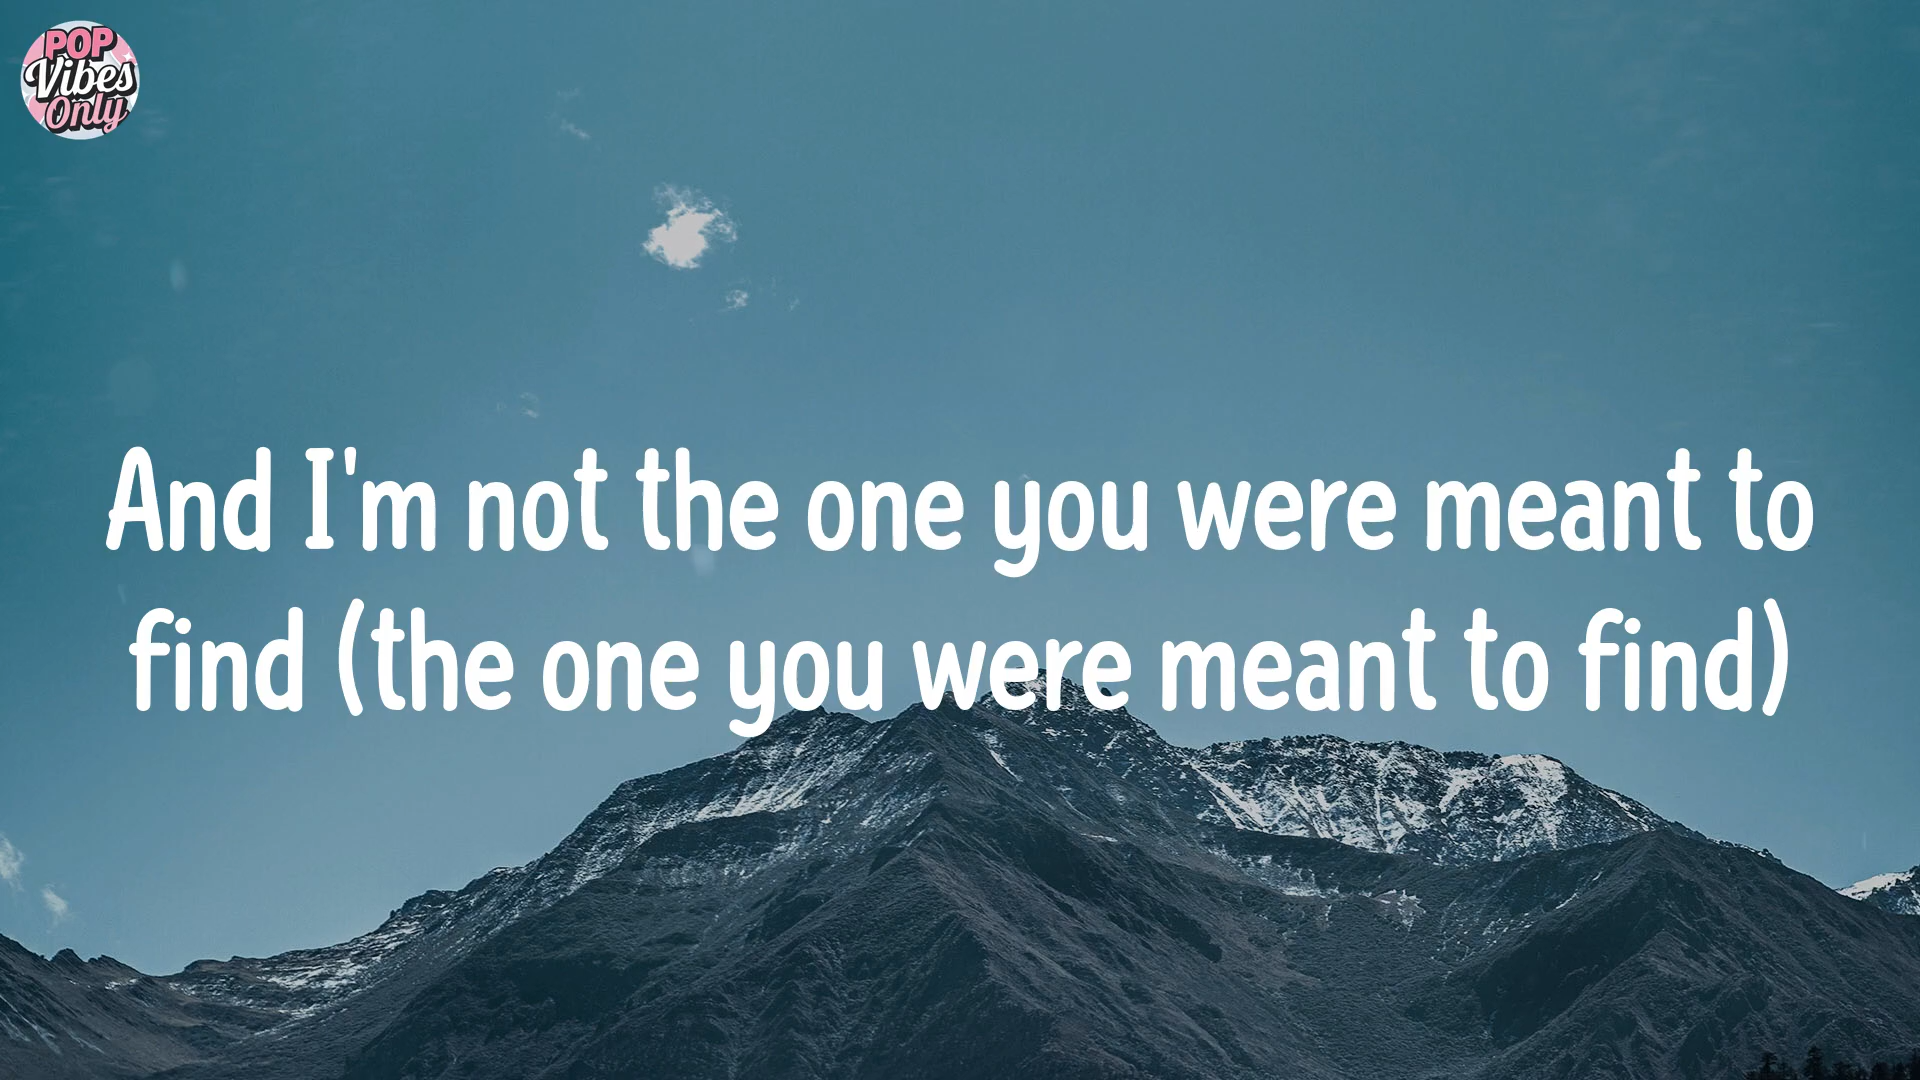 POP
Vibes
Only
And I'm not the one you were meant to
find (the one you were meant to find)